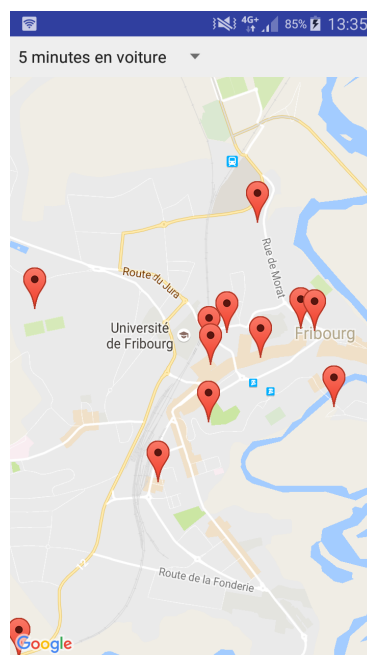 4G+ 85% 13:35
5 minutes en voiture
Rue de Morat
Route du Jura
Université
de Fribourg
Fribourg
P
P
12
Route de la Fonderie
Google